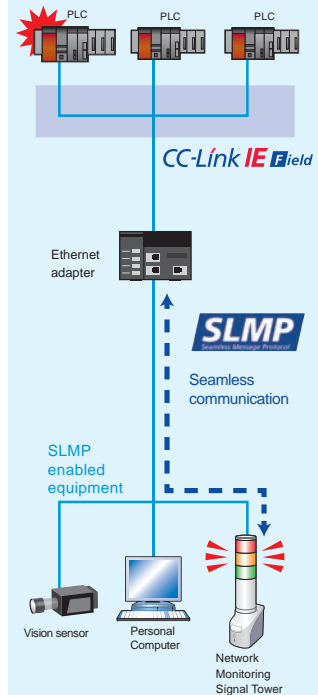 PLC
PLC
PLC
CC-Link IE Field
Ethernet
adapter
SLMP
Seamless Message Protocol
Seamless
communication
SLMP
enabled
equipment
Vision sensor
Personal
Computer
Network
Monitoring
Signal Tower